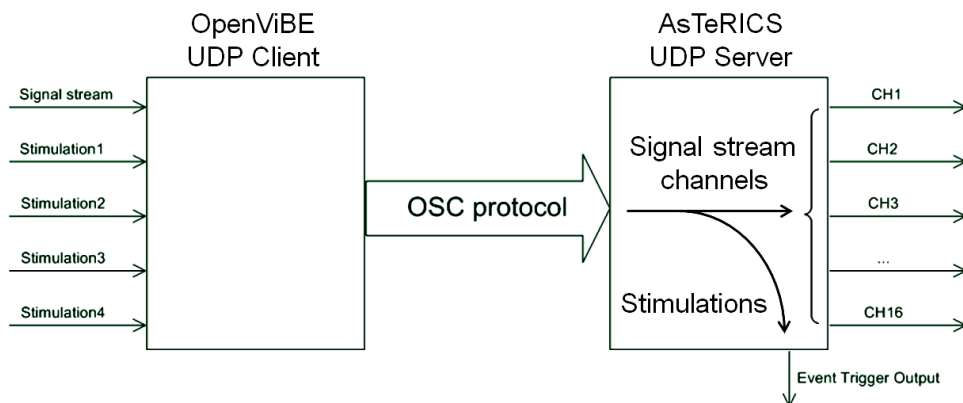 OpenViBE
UDP Client
AsTeRICS
UDP Server
Signal stream
Stimulation1
Stimulation2
Stimulation3
Stimulation4
OSC protocol
Signal stream
channels
Stimulations
CH1
CH2
CH3
...
CH16
Event Trigger Output